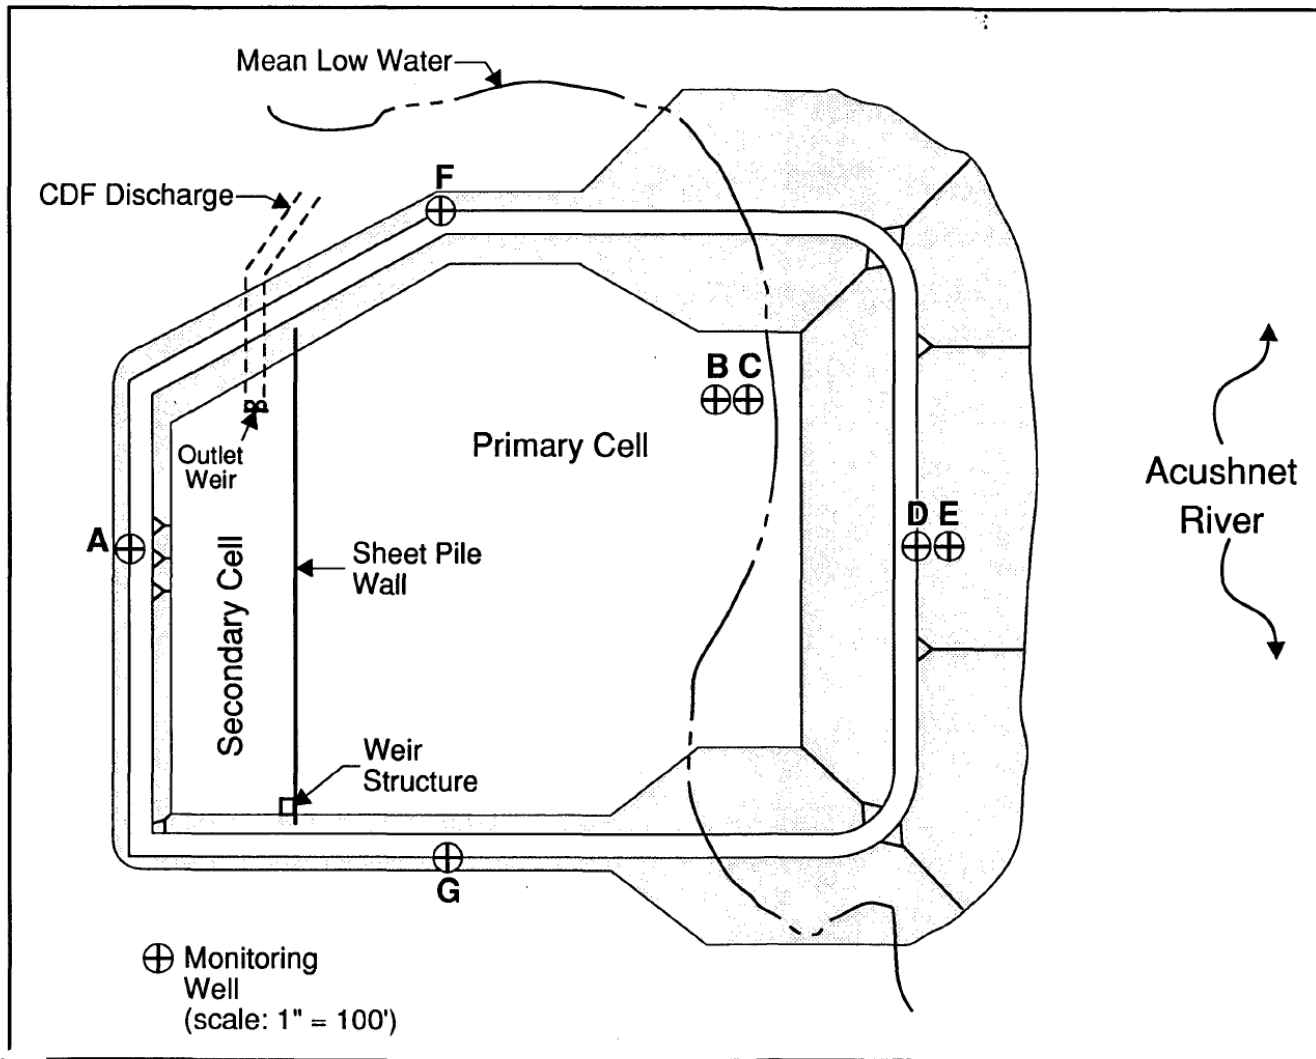 Mean Low Water
CDF Discharge
F
B C
Outlet
Weir
Primary Cell
Acushnet
River
A
D E
Sheet Pile
Wall
Secondary Cell
Weir
Structure
G
Monitoring
Well
(scale: 1" = 100')